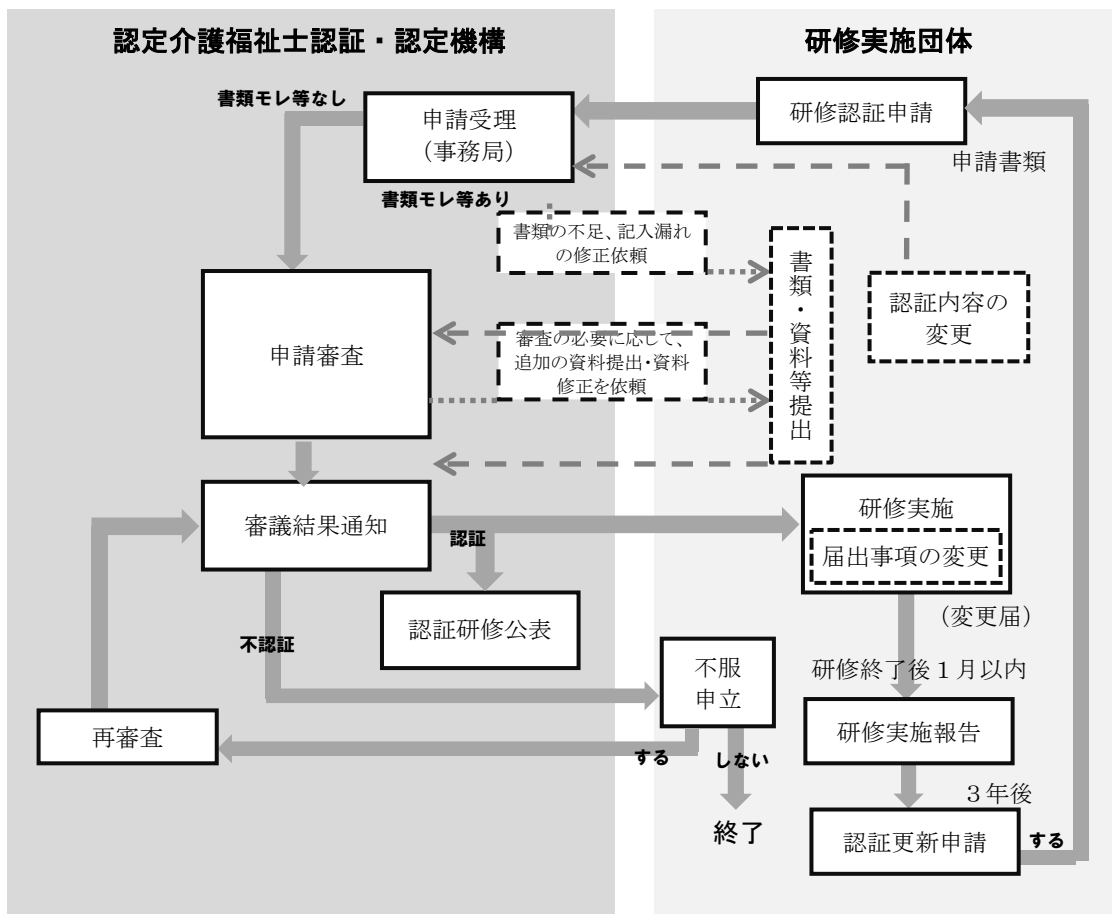 認定介護福祉士認証・認定機構
研修実施団体
書類モレ等なし
申請受理
（事務局）
研修認証申請
申請書類
書類モレ等あり
書類の不足、記入漏れ
の修正依頼
書類・資料等提出
認証内容の
変更
申請審査
審査の必要に応じて、
追加の資料提出・資料
修正を依頼
審議結果通知
認証
研修実施
届出事項の変更
（変更届）
認証研修公表
不認証
不服
申立
研修終了後１月以内
再審査
する
しない
研修実施報告
３年後
終了
認証更新申請
する